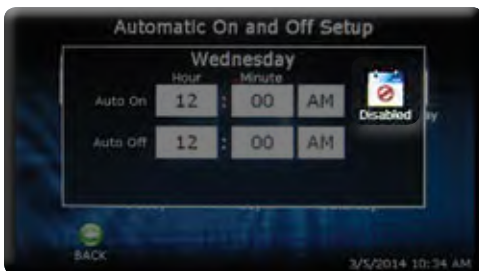 Automatic On and Off Setup
Wednesday
Hour Minute
Auto On 12 : 00 AM
Disabled
Auto Off 12 : 00 AM
BACK
3/5/2014 10:34 AM